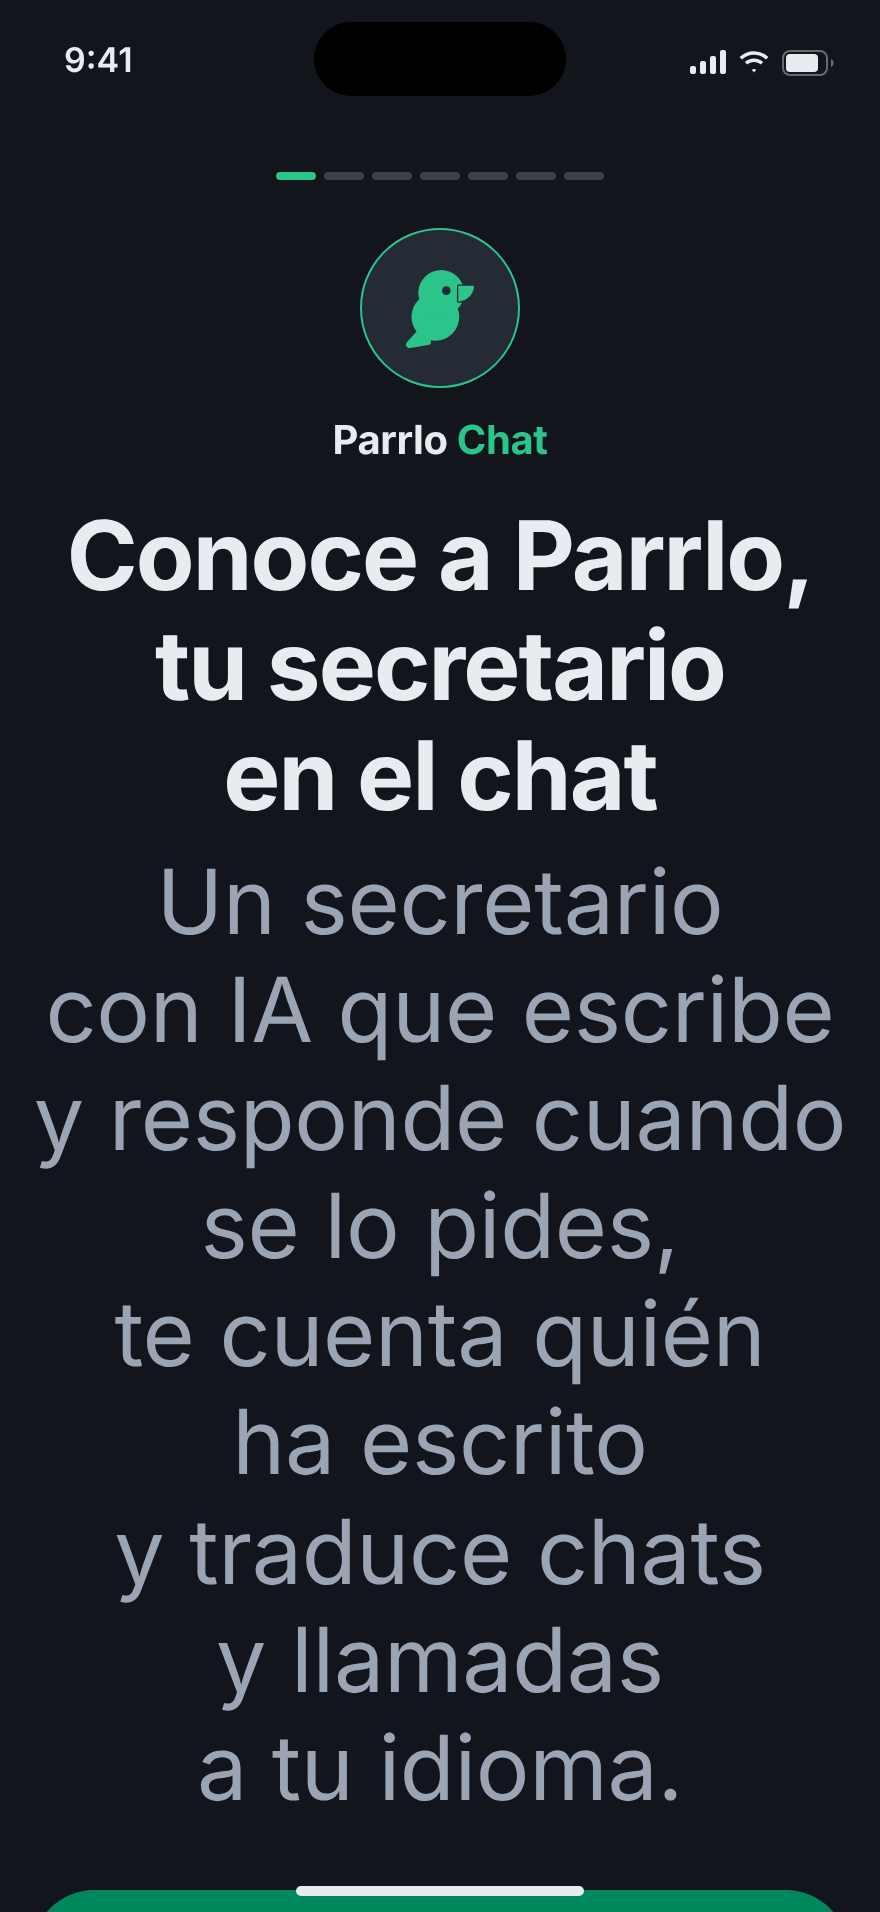 9:41
Parrlo Chat
Conoce a Parrlo,
tu secretario
en el chat
Un secretario
con IA que escribe
y responde cuando
se lo pides,
te cuenta quién
ha escrito
y traduce chats
y llamadas
a tu idioma.